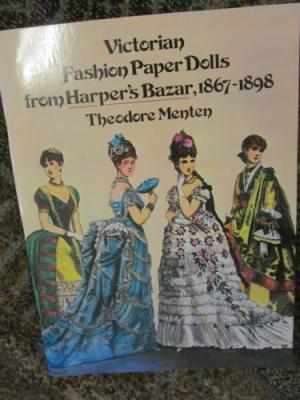 Victorian
Fashion Paper Dolls
from Harper's Bazar, 1867-1898
Theodore Menten